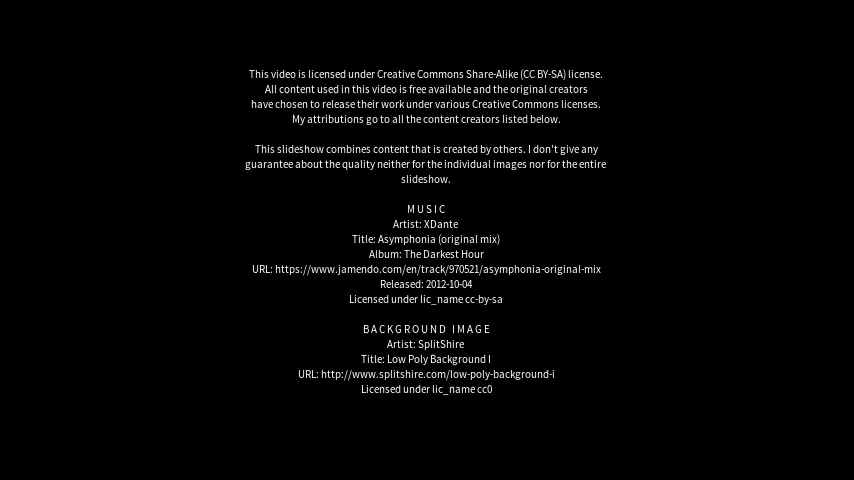 This video is licensed under Creative Commons Share-Alike (CC BY-SA) license.
All content used in this video is free available and the original creators
have chosen to release their work under various Creative Commons licenses.
My attributions go to all the content creators listed below.
This slideshow combines content that is created by others. I don't give any
guarantee about the quality neither for the individual images nor for the entire
slideshow.
MUSIC
Artist: XDante
Title: Asymphonia (original mix)
Album: The Darkest Hour
URL: https://www.jamendo.com/en/track/970521/asymphonia-original-mix
Released: 2012-10-04
Licensed under lic_name cc-by-sa
BACKGROUND IMAGE
Artist: SplitShire
Title: Low Poly Background I
URL: http://www.splitshire.com/low-poly-background-i
Licensed under lic_name cc0